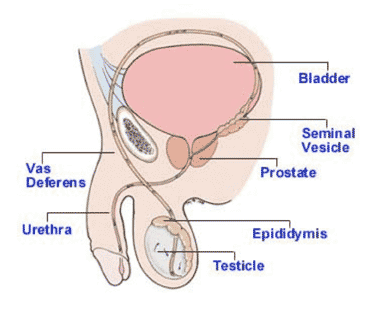 Bladder
Seminal
Vesicle
Prostate
Vas
Deferens
Urethra
Epididymis
Testicle